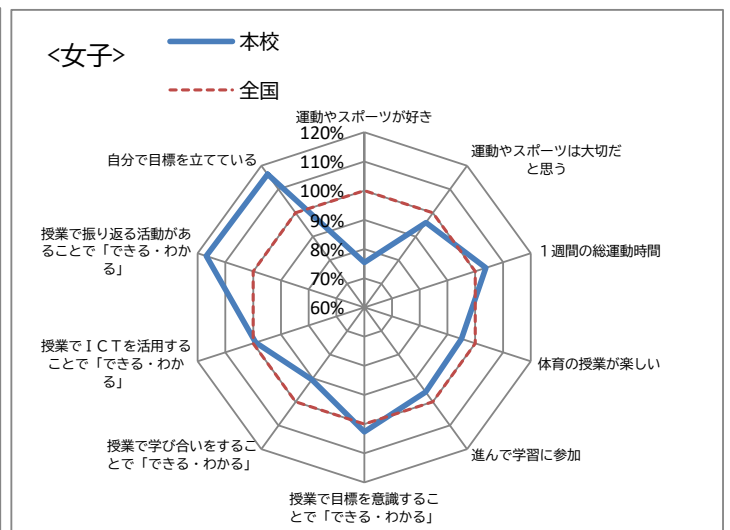 <女子>
本校
全国
運動やスポーツが好き
運動やスポーツは大切だ
と思う
１週間の総運動時間
体育の授業が楽しい
進んで学習に参加
授業で目標を意識するこ
とで「できる・わかる」
授業で学び合いをするこ
とで「できる・わかる」
授業でＩＣＴを活用する
ことで「できる・わか
る」
授業で振り返る活動があ
ることで「できる・わか
る」
自分で目標を立てている
120%
110%
100%
90%
80%
70%
60%